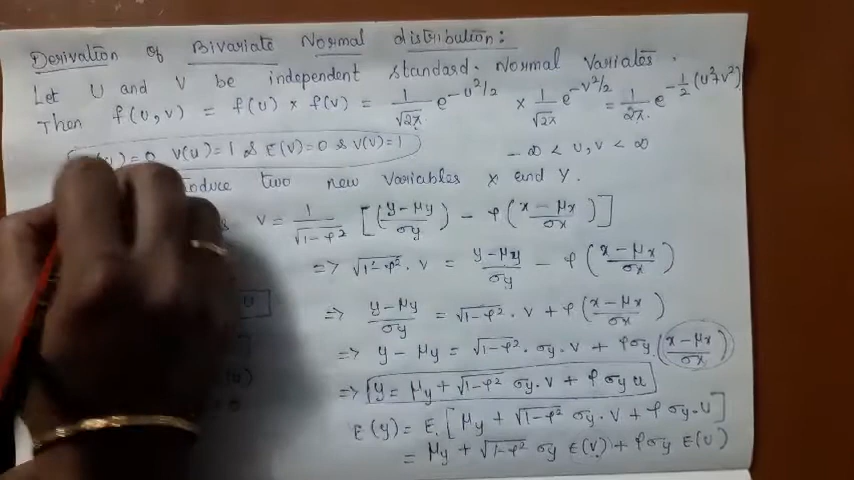 Derivation of Bivariate Normal distribution:
Let U and V be independent standard Normal Variates.
Then f(U,V) = f(U) × f(V) = 1/√2π e^(-U²/2) × 1/√2π e^(-V²/2) = 1/2π. e^(-1/2 (U²+V²))
=0 V(U)=1 & E(V)=0 & V(V)=1 -∞ < U,V < ∞
two new variables X and Y.
V = 1/√1-ρ² [(y-μy/σy) - ρ(x-μx/σx)]
=> √1-ρ². V = y-μy/σy - ρ(x-μx/σx)
=> y-μy/σy = √1-ρ². V + ρ(x-μx/σx)
=> y-μy = √1-ρ². σy. V + ρσy(x-μx/σx)
=> y = μy + √1-ρ² σy. V + ρ σy u
E(y) = E. [μy + √1-ρ² σy. V + ρ σy. U]
= μy + √1-ρ² σy E(V) + ρσy E(U)